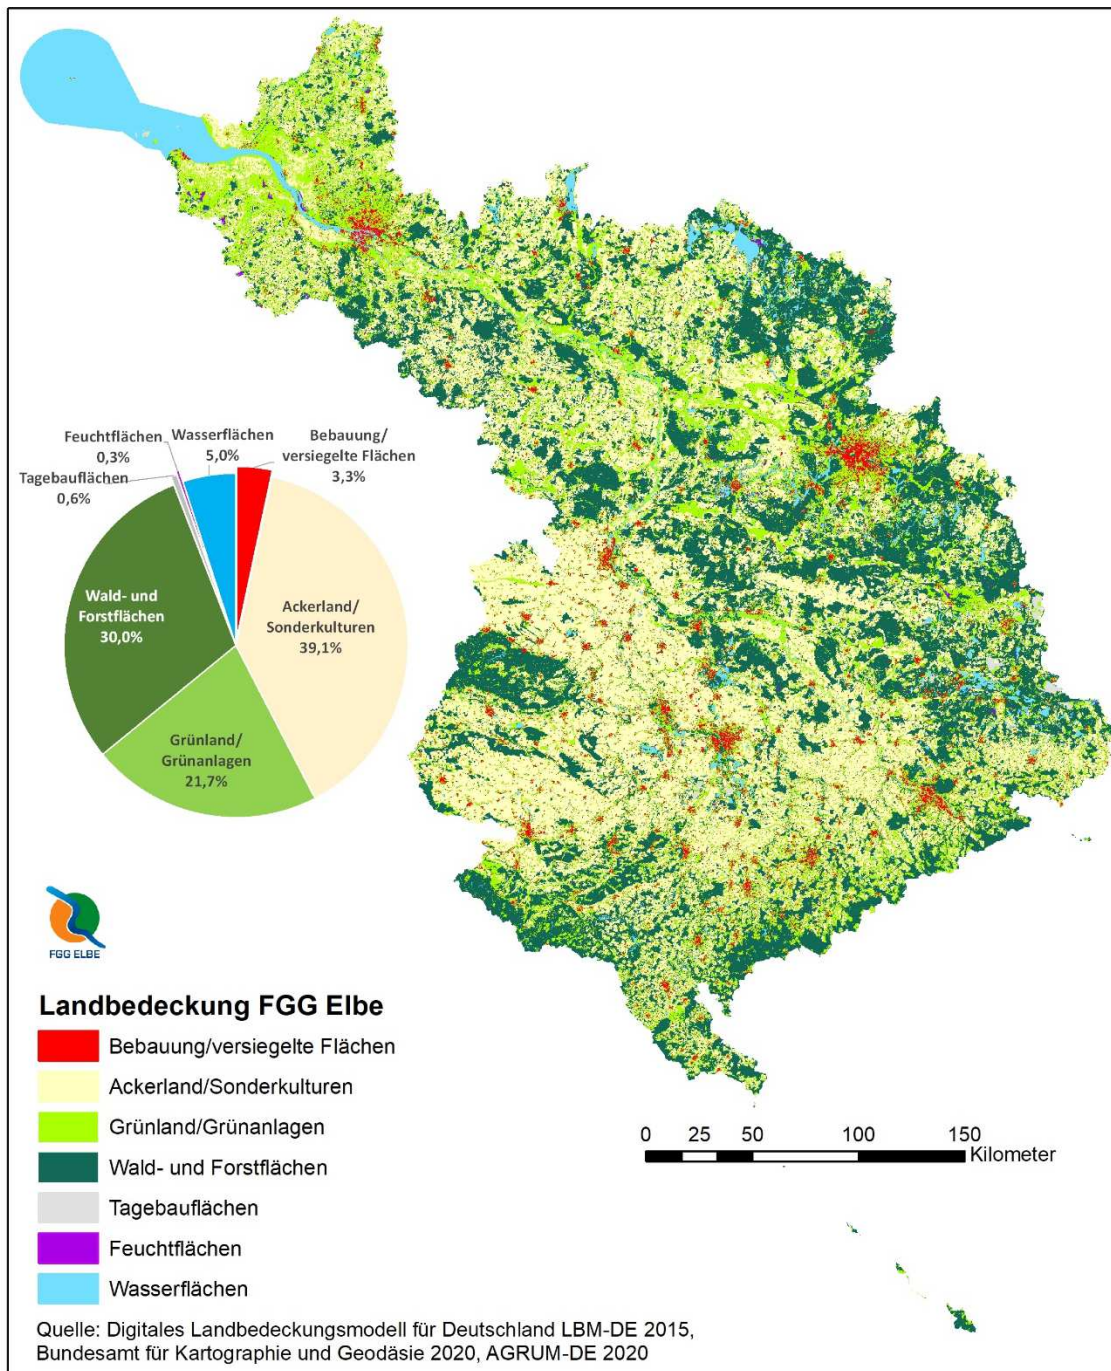 Feuchtflächen
0,3%
Wasserflächen
5,0%
Bebauung/
versiegelte Flächen
3,3%
Tagebauflächen
0,6%
Wald- und
Forstflächen
30,0%
Ackerland/
Sonderkulturen
39,1%
Grünland/
Grünanlagen
21,7%
FGG ELBE
Landbedeckung FGG Elbe
Bebauung/versiegelte Flächen
Ackerland/Sonderkulturen
Grünland/Grünanlagen
Wald- und Forstflächen
Tagebauflächen
Feuchtflächen
Wasserflächen
0 25 50 100 150
Kilometer
Quelle: Digitales Landbedeckungsmodell für Deutschland LBM-DE 2015,
Bundesamt für Kartographie und Geodäsie 2020, AGRUM-DE 2020